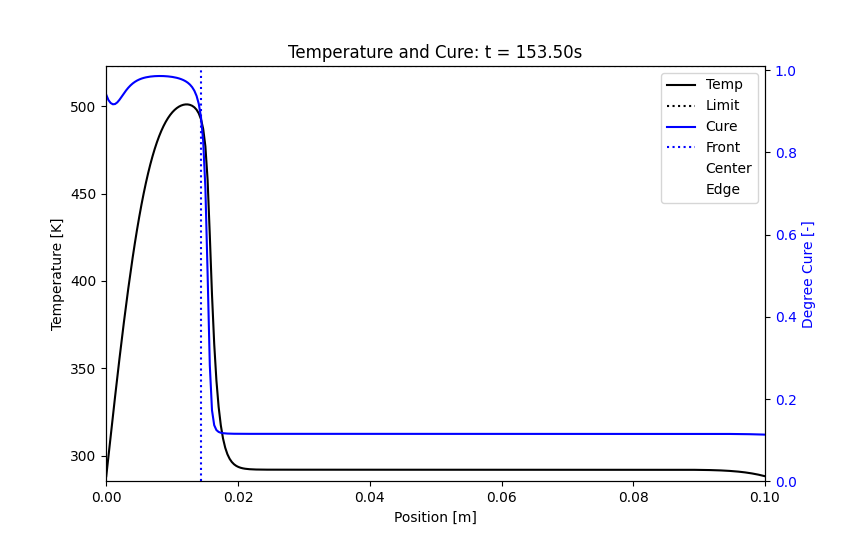 Temperature and Cure: t = 153.50s
Temperature [K]
500
450
400
350
300
0.00
0.02
0.04
0.06
0.08
0.10
Position [m]
1.0
0.8
0.6
0.4
0.2
0.0
Degree Cure [-]
Temp
Limit
Cure
Front
Center
Edge